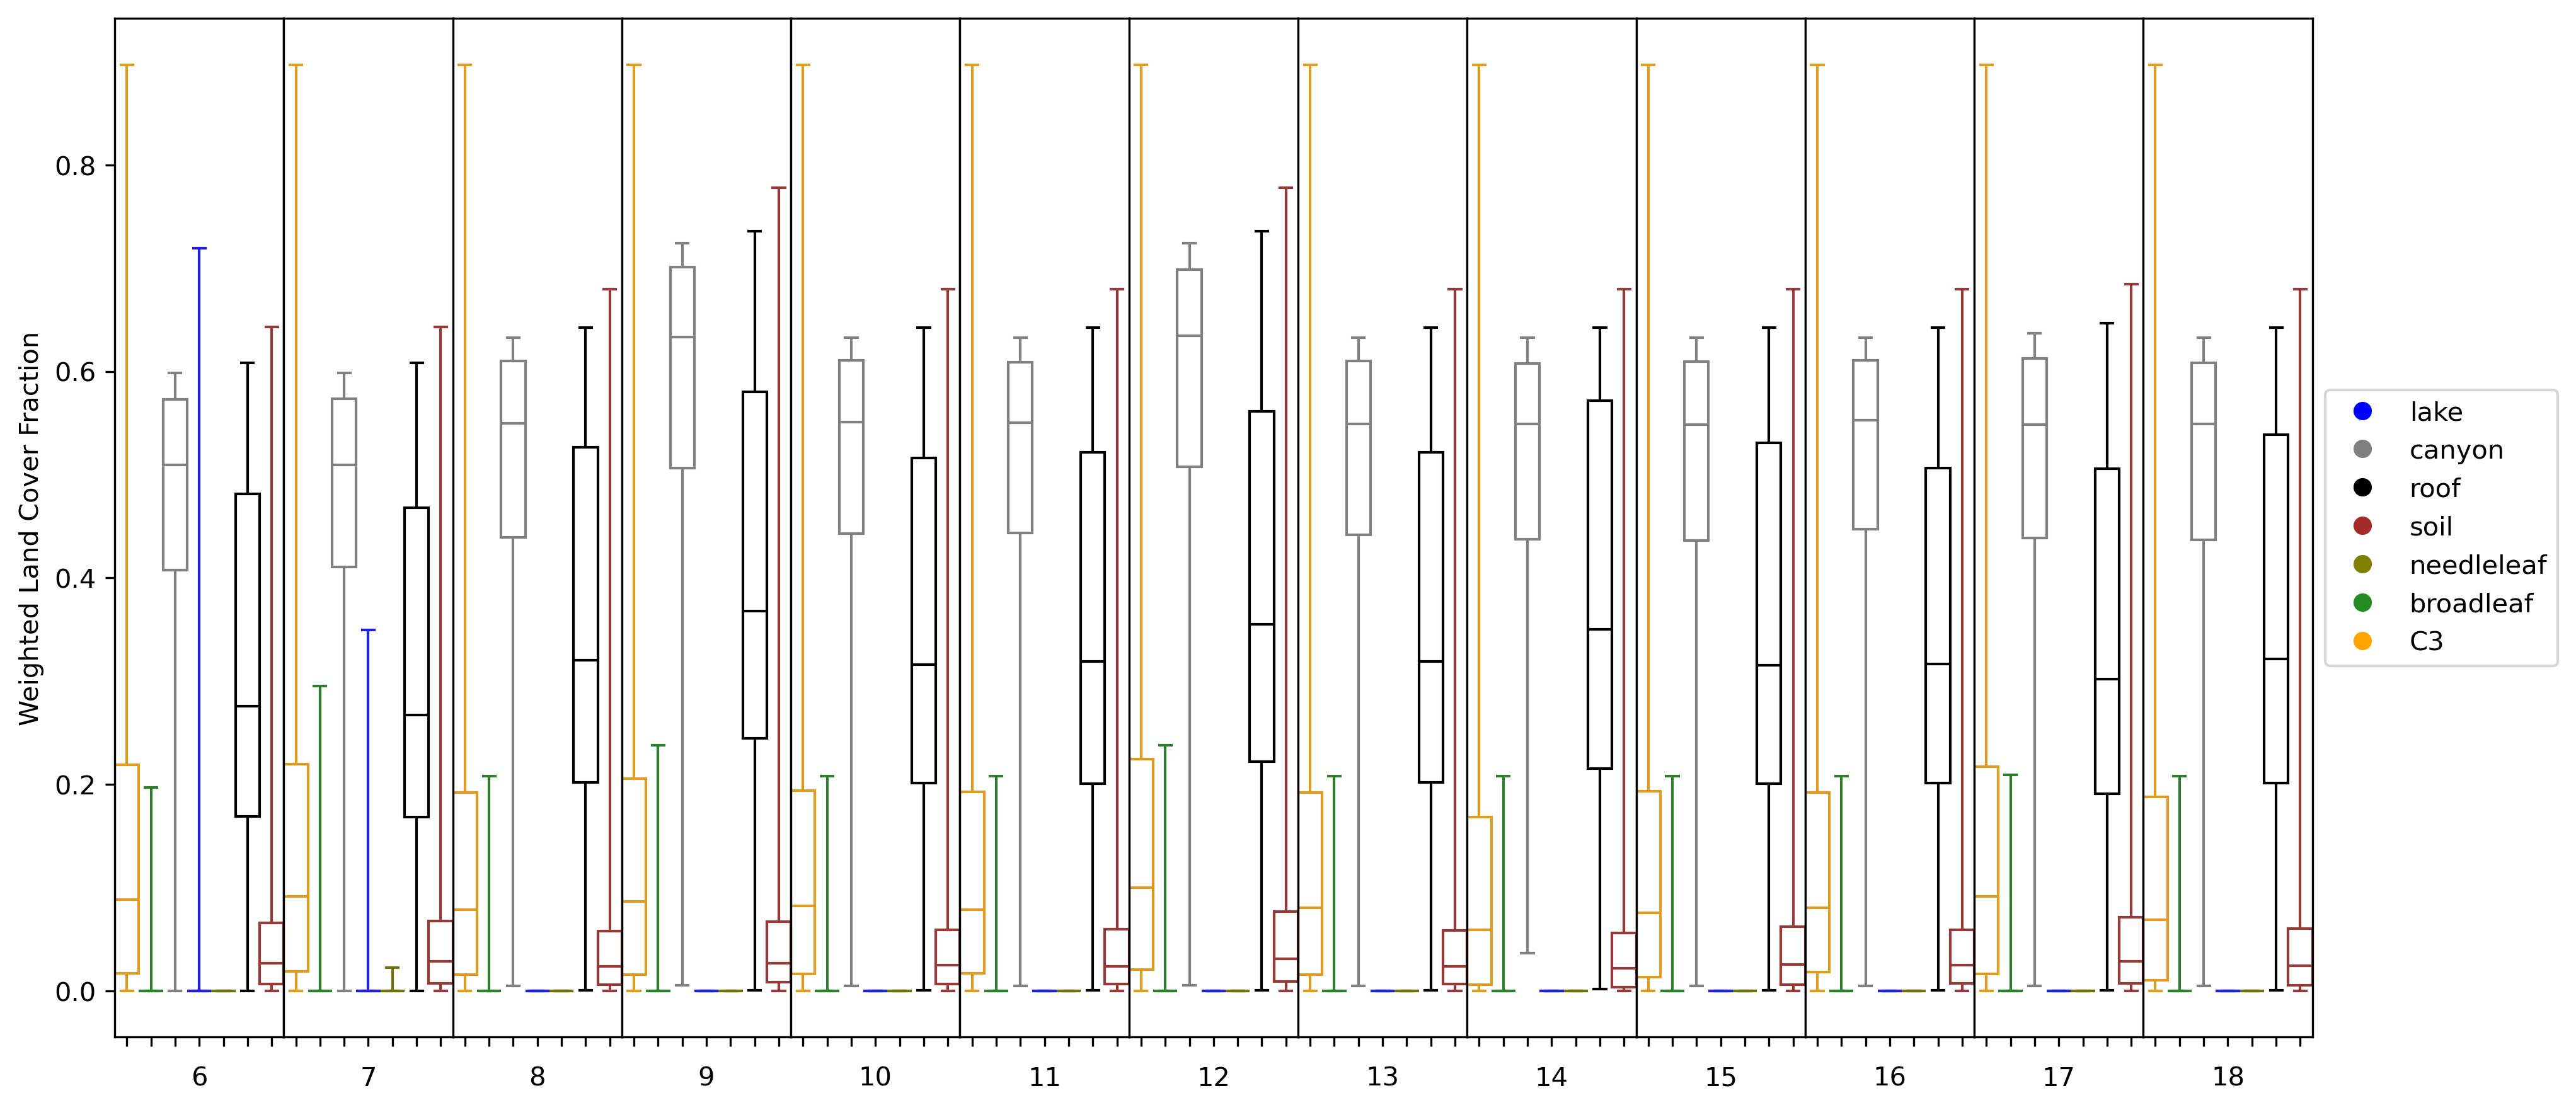 Weighted Land Cover Fraction
0.8
0.6
0.4
0.2
0.0
6 7 8 9 10 11 12 13 14 15 16 17 18
lake
canyon
roof
soil
needleleaf
broadleaf
C3